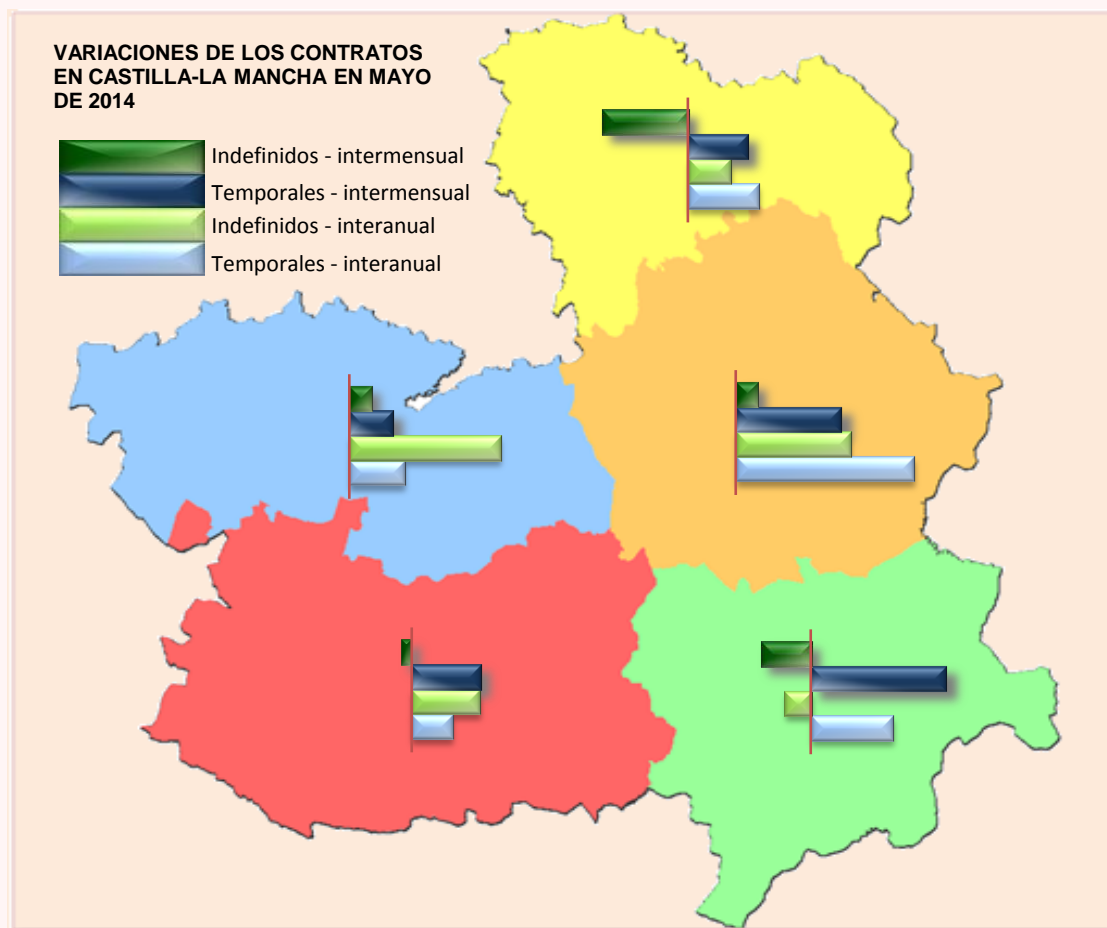 VARIACIONES DE LOS CONTRATOS
EN CASTILLA-LA MANCHA EN MAYO
DE 2014
Indefinidos - intermensual
Temporales - intermensual
Indefinidos - interanual
Temporales - interanual